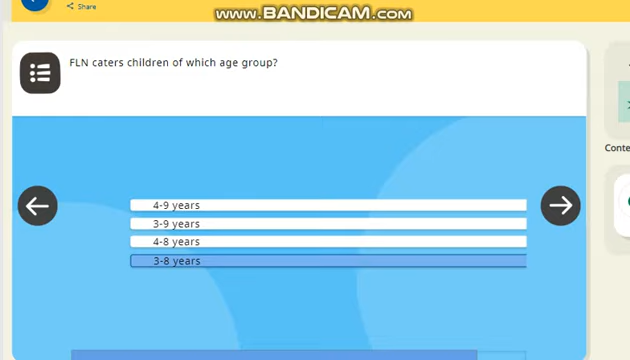 Share
www.BANDICAM.com
FLN caters children of which age group?
4-9 years
3-9 years
4-8 years
3-8 years
Conte